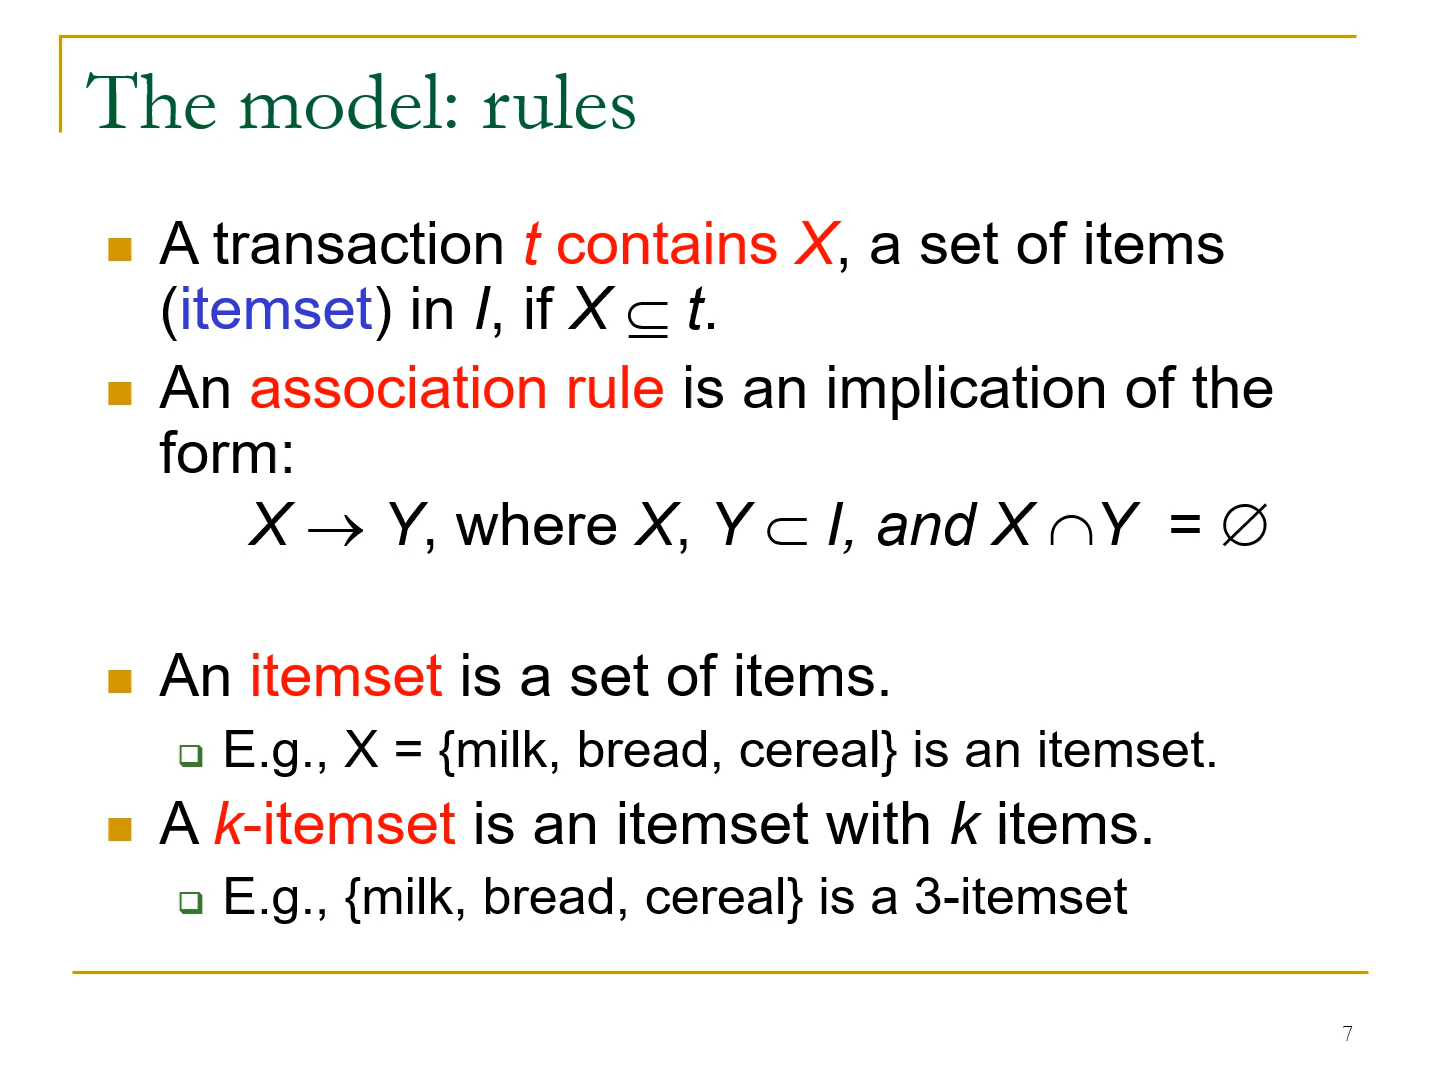 The model: rules
A transaction t contains X, a set of items
(itemset) in I, if X ⊆ t.
An association rule is an implication of the
form:
X → Y, where X, Y ⊂ I, and X ∩ Y = ∅
An itemset is a set of items.
E.g., X = {milk, bread, cereal} is an itemset.
A k-itemset is an itemset with k items.
E.g., {milk, bread, cereal} is a 3-itemset
7